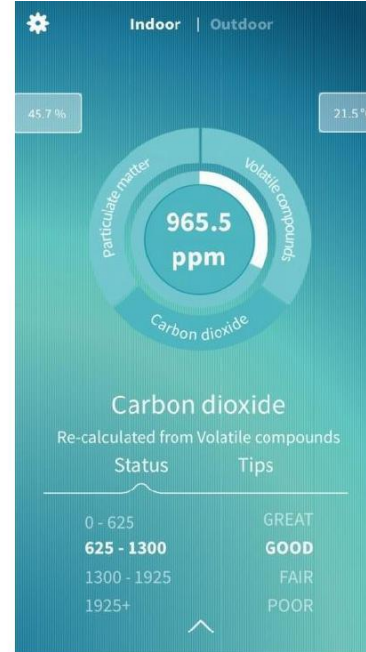 Indoor | Outdoor
45.7 %
21.5 °
Particulate matter
Volatile compounds
965.5
ppm
Carbon dioxide
Carbon dioxide
Re-calculated from Volatile compounds
Status Tips
0 - 625 GREAT
625 - 1300 GOOD
1300 - 1925 FAIR
1925+ POOR